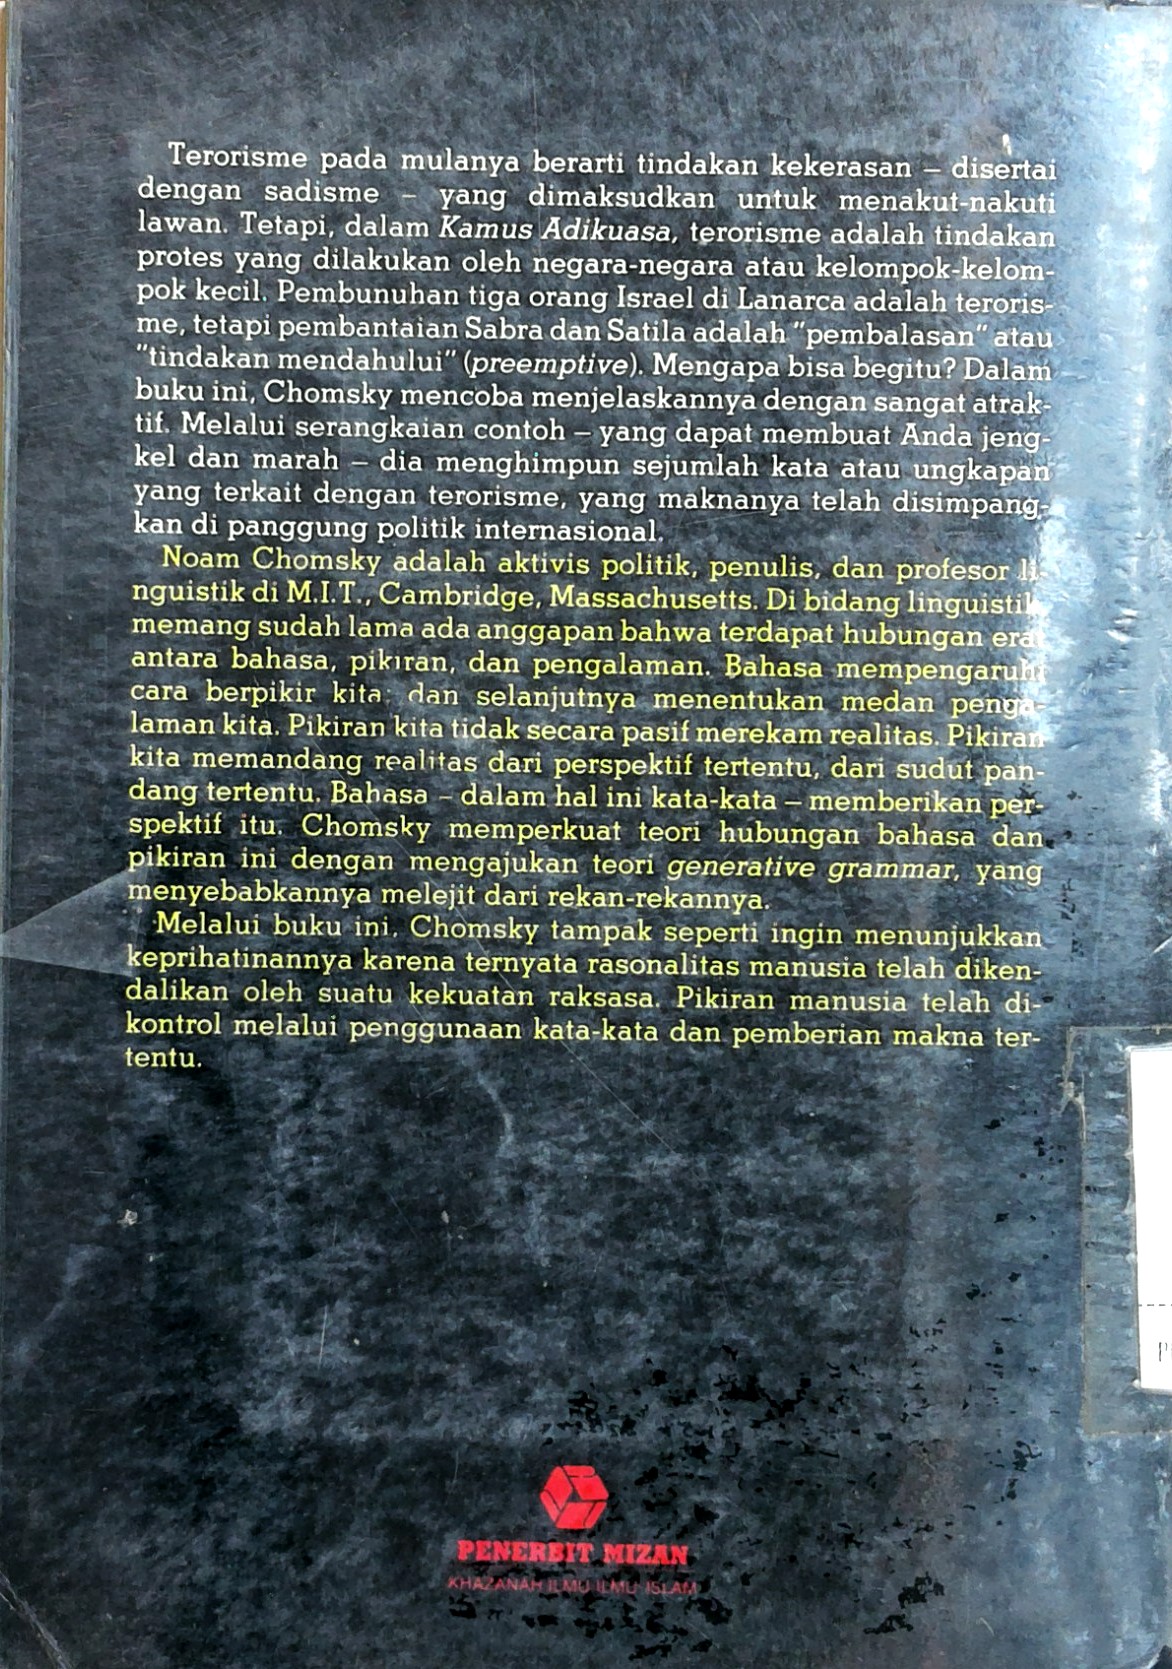 Terorisme pada mulanya berarti tindakan kekerasan – disertai
dengan sadisme – yang dimaksudkan untuk menakut-nakuti
lawan. Tetapi, dalam Kamus Adikuasa, terorisme adalah tindakan
protes yang dilakukan oleh negara-negara atau kelompok-kelom-
pok kecil. Pembunuhan tiga orang Israel di Lanarca adalah teroris-
me, tetapi pembantaian Sabra dan Satila adalah "pembalasan" atau
"tindakan mendahului" (preemptive). Mengapa bisa begitu? Dalam
buku ini, Chomsky mencoba menjelaskannya dengan sangat atrak-
tif. Melalui serangkaian contoh – yang dapat membuat Anda jeng-
kel dan marah – dia menghimpun sejumlah kata atau ungkapan
yang terkait dengan terorisme, yang maknanya telah disimpang-
kan di panggung politik internasional.
Noam Chomsky adalah aktivis politik, penulis, dan profesor li-
nguistik di M.I.T., Cambridge, Massachusetts. Di bidang linguistik
memang sudah lama ada anggapan bahwa terdapat hubungan erat
antara bahasa, pikiran, dan pengalaman. Bahasa mempengaruhi
cara berpikir kita; dan selanjutnya menentukan medan penga-
laman kita. Pikiran kita tidak secara pasif merekam realitas. Pikiran
kita memandang realitas dari perspektif tertentu, dari sudut pan-
dang tertentu. Bahasa – dalam hal ini kata-kata – memberikan per-
spektif itu. Chomsky memperkuat teori hubungan bahasa dan
pikiran ini dengan mengajukan teori generative grammar, yang
menyebabkannya melejit dari rekan-rekannya.
Melalui buku ini, Chomsky tampak seperti ingin menunjukkan
keprihatinannya karena ternyata rasonalitas manusia telah diken-
dalikan oleh suatu kekuatan raksasa. Pikiran manusia telah di-
kontrol melalui penggunaan kata-kata dan pemberian makna ter-
tentu.
PENERBIT MIZAN
KHAZANAH ILMU-ILMU ISLAM